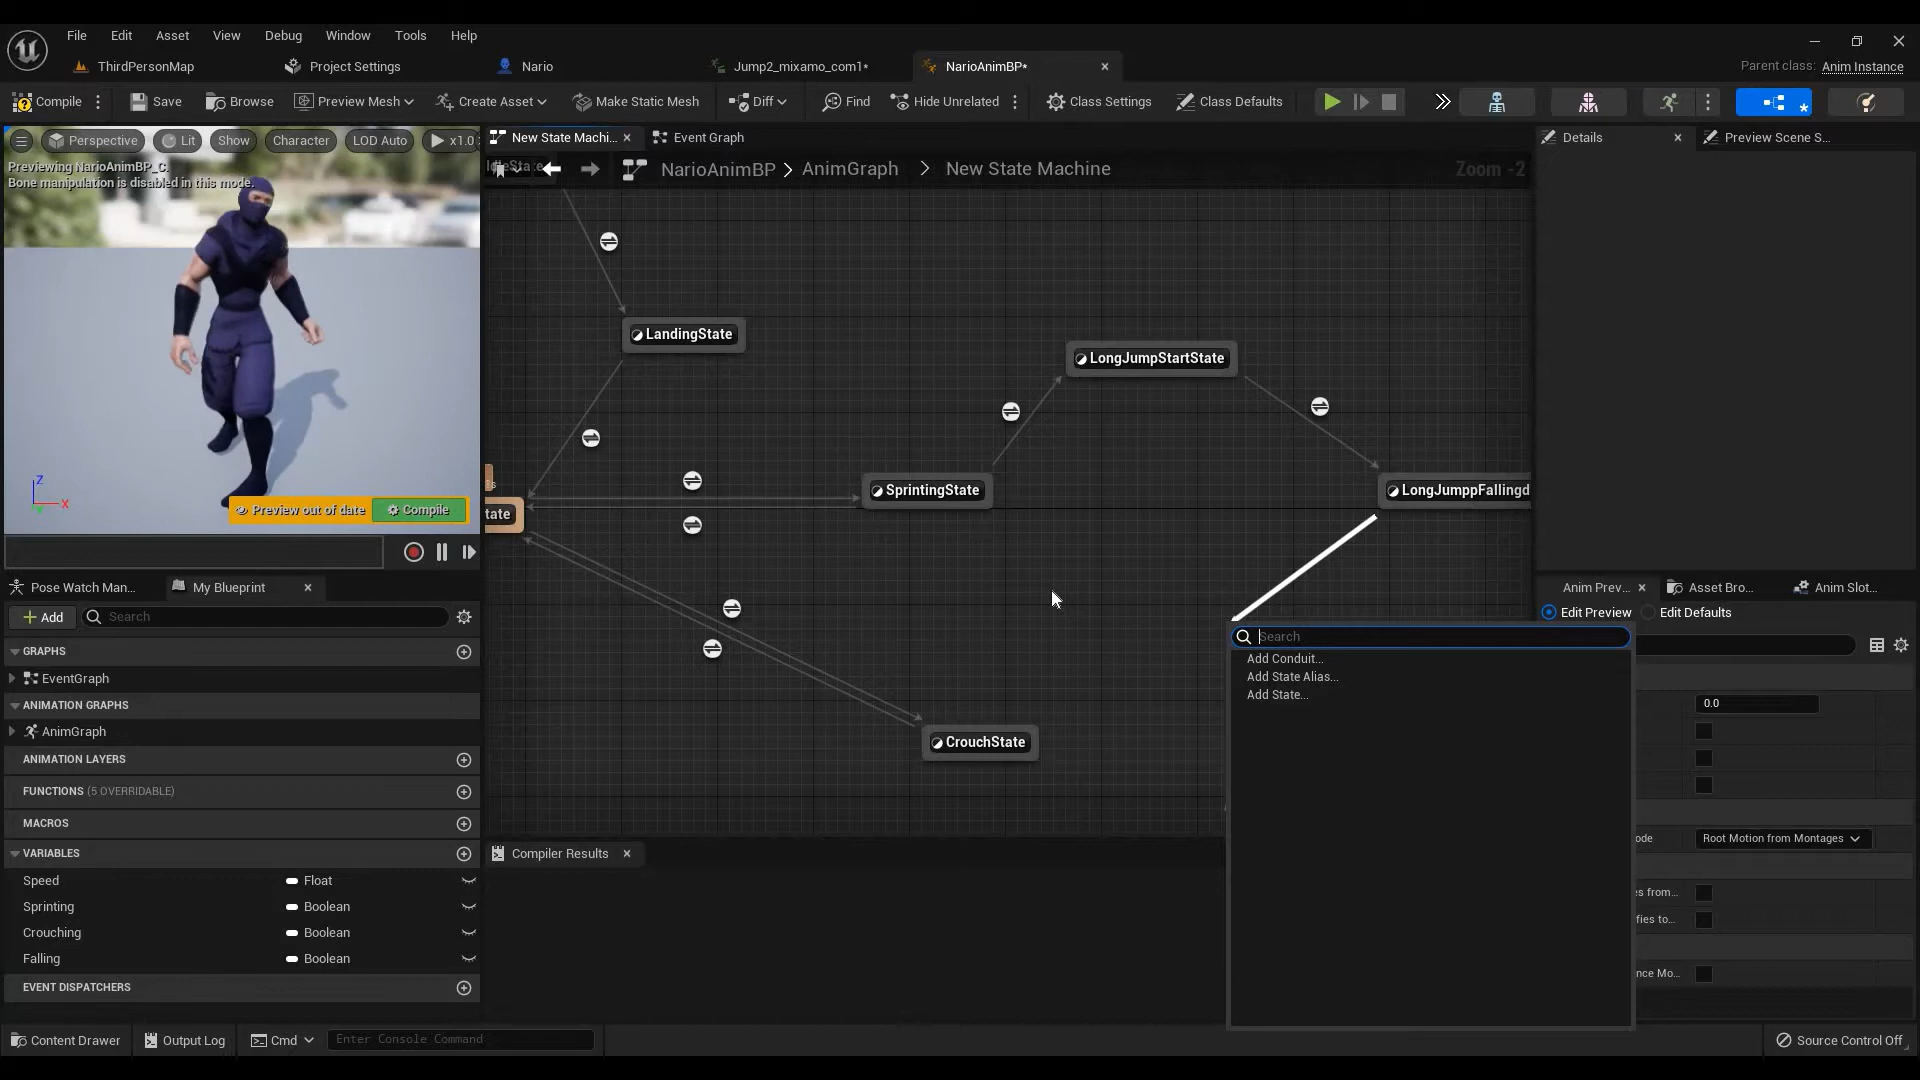 File Edit Asset View Debug Window Tools Help
ThirdPersonMap Project Settings Nario Jump2_mixamo_com1* NarioAnimBP* Parent class: Anim Instance
Compile Save Browse Preview Mesh Create Asset Make Static Mesh Diff Find Hide Unrelated Class Settings Class Defaults
New State Machi... Event Graph Details Preview Scene S...
Perspective Lit Show Character LOD Auto x1.0
NarioAnimBP > AnimGraph > New State Machine Zoom -2
Previewing NarioAnimBP_C.
Bone manipulation is disabled in this mode.
LandingState
LongJumpStartState
SprintingState
LongJumppFallingd
tate
Z
X
Preview out of date Compile
Pose Watch Man... My Blueprint
Anim Prev... Asset Bro... Anim Slot...
Add Search
Edit Preview Edit Defaults
Search
GRAPHS
EventGraph
Add Conduit...
Add State Alias...
Add State...
ANIMATION GRAPHS
AnimGraph
0.0
CrouchState
ANIMATION LAYERS
FUNCTIONS (5 OVERRIDABLE)
MACROS
ode Root Motion from Montages
VARIABLES
Compiler Results
Speed Float
es from...
Sprinting Boolean
fies to...
Crouching Boolean
Falling Boolean
nce Mo...
EVENT DISPATCHERS
Content Drawer Output Log Cmd Enter Console Command Source Control Off